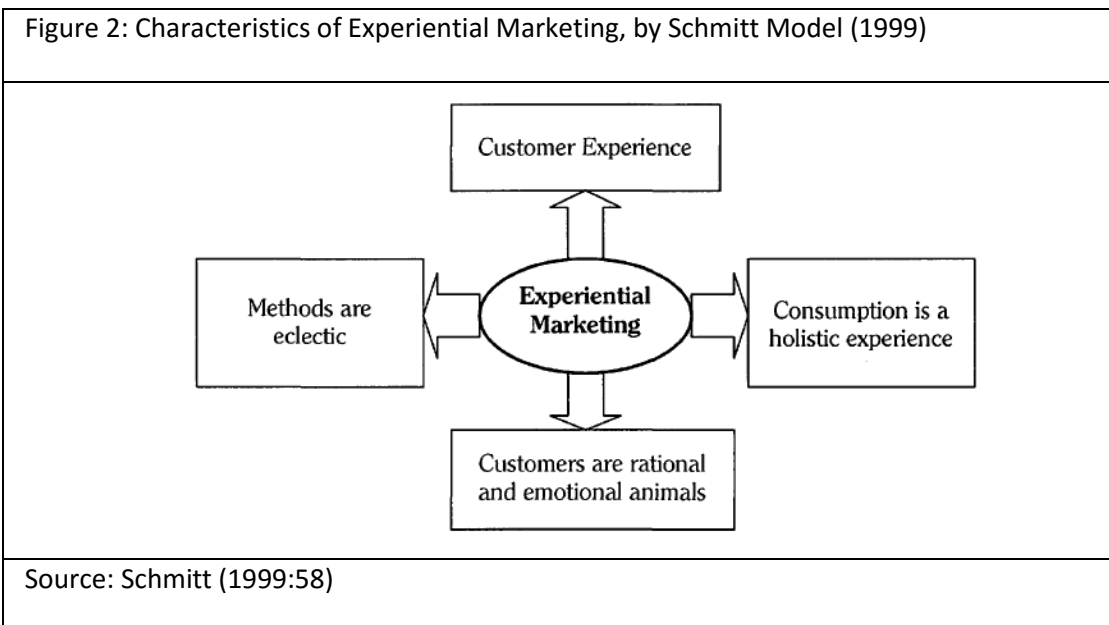 Figure 2: Characteristics of Experiential Marketing, by Schmitt Model (1999)
Customer Experience
Methods are
eclectic
Experiential
Marketing
Consumption is a
holistic experience
Customers are rational
and emotional animals
Source: Schmitt (1999:58)